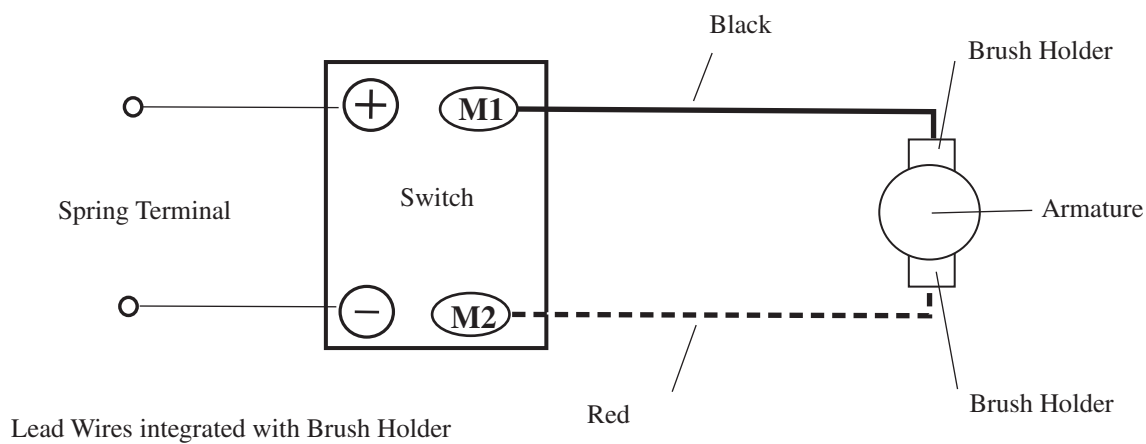 Black
Brush Holder
+
M1
Switch
Spring Terminal
Armature
−
M2
Red
Brush Holder
Lead Wires integrated with Brush Holder